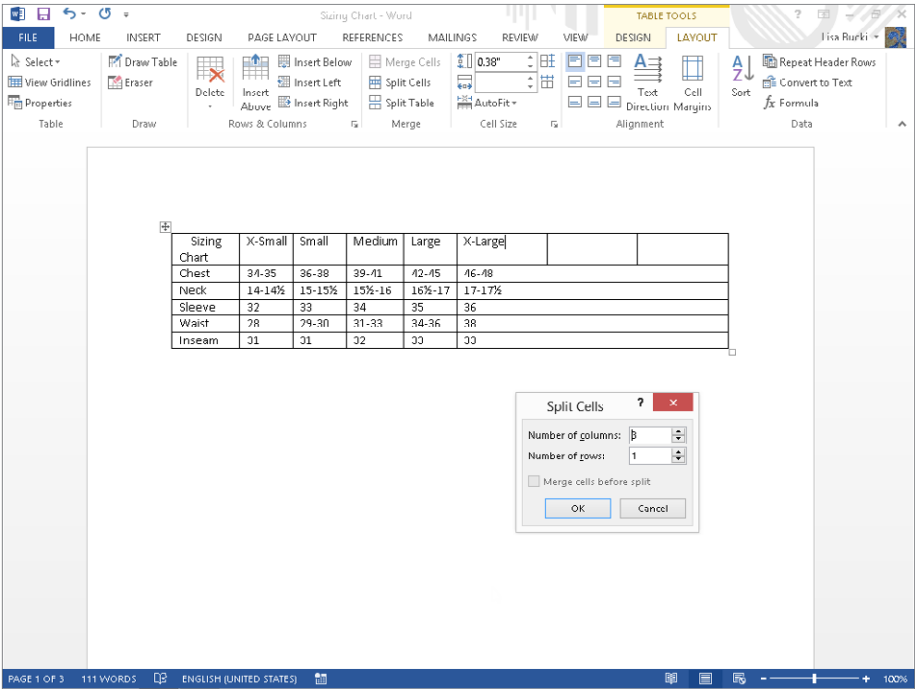 Sizing Chart - Word
TABLE TOOLS
?
FILE HOME INSERT DESIGN PAGE LAYOUT REFERENCES MAILINGS REVIEW VIEW DESIGN LAYOUT Lisa Bucki
Select Draw Table Delete Insert Above Insert Below Merge Cells 0.38" Text Direction Cell Margins Sort Repeat Header Rows
View Gridlines Eraser Insert Left Split Cells Convert to Text
Properties Insert Right Split Table AutoFit fx Formula
Table Draw Rows & Columns Merge Cell Size Alignment Data
Sizing Chart X-Small Small Medium Large X-Large
Chest 34-35 36-38 39-41 42-45 46-48
Neck 14-14½ 15-15½ 15½-16 16½-17 17-17½
Sleeve 32 33 34 35 36
Waist 28 29-30 31-33 34-36 38
Inseam 31 31 32 33 33
Split Cells ?
Number of columns: 3
Number of rows: 1
Merge cells before split
OK Cancel
PAGE 1 OF 3 111 WORDS ENGLISH (UNITED STATES) 100%